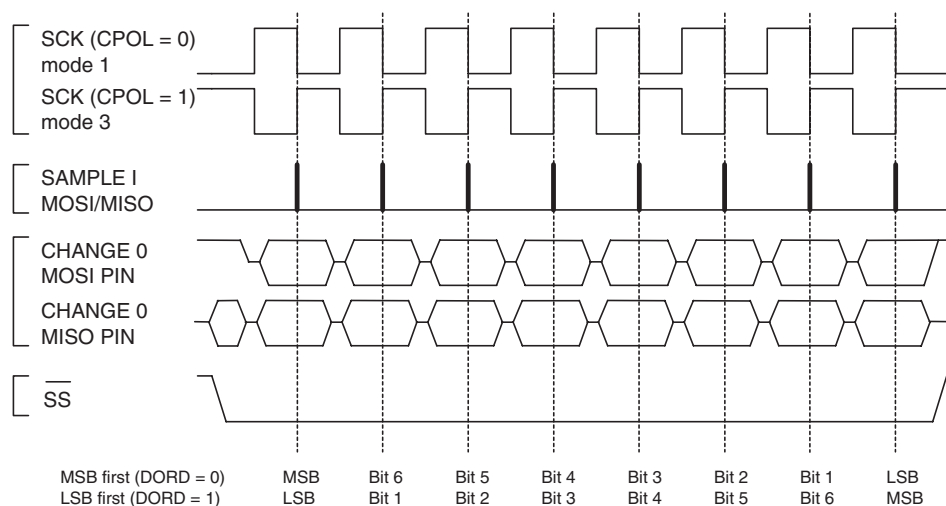 SCK (CPOL = 0)
mode 1
SCK (CPOL = 1)
mode 3
SAMPLE I
MOSI/MISO
CHANGE 0
MOSI PIN
CHANGE 0
MISO PIN
SS
MSB first (DORD = 0) MSB Bit 6 Bit 5 Bit 4 Bit 3 Bit 2 Bit 1 LSB
LSB first (DORD = 1) LSB Bit 1 Bit 2 Bit 3 Bit 4 Bit 5 Bit 6 MSB